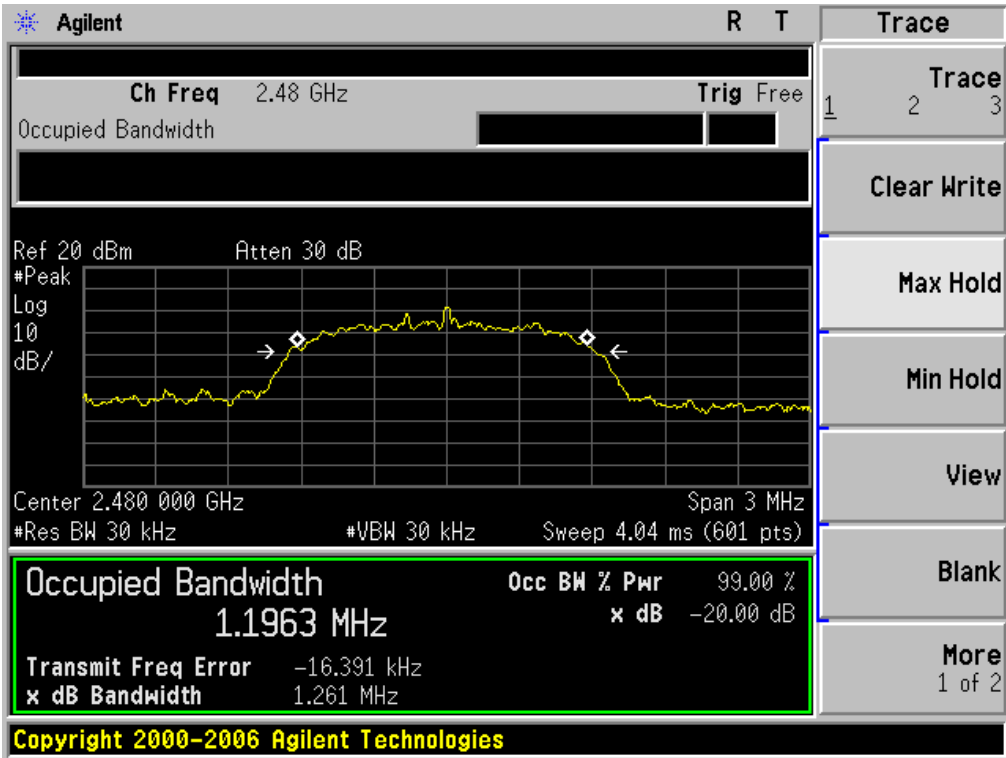 Agilent R T
Ch Freq 2.48 GHz Trig Free
Occupied Bandwidth
Ref 20 dBm Atten 30 dB
#Peak
Log
10
dB/
Center 2.480 000 GHz Span 3 MHz
#Res BW 30 kHz #VBW 30 kHz Sweep 4.04 ms (601 pts)
Occupied Bandwidth
1.1963 MHz
Occ BW % Pwr 99.00 %
x dB -20.00 dB
Transmit Freq Error -16.391 kHz
x dB Bandwidth 1.261 MHz
Copyright 2000-2006 Agilent Technologies
Trace
Trace
1 2 3
Clear Write
Max Hold
Min Hold
View
Blank
More
1 of 2